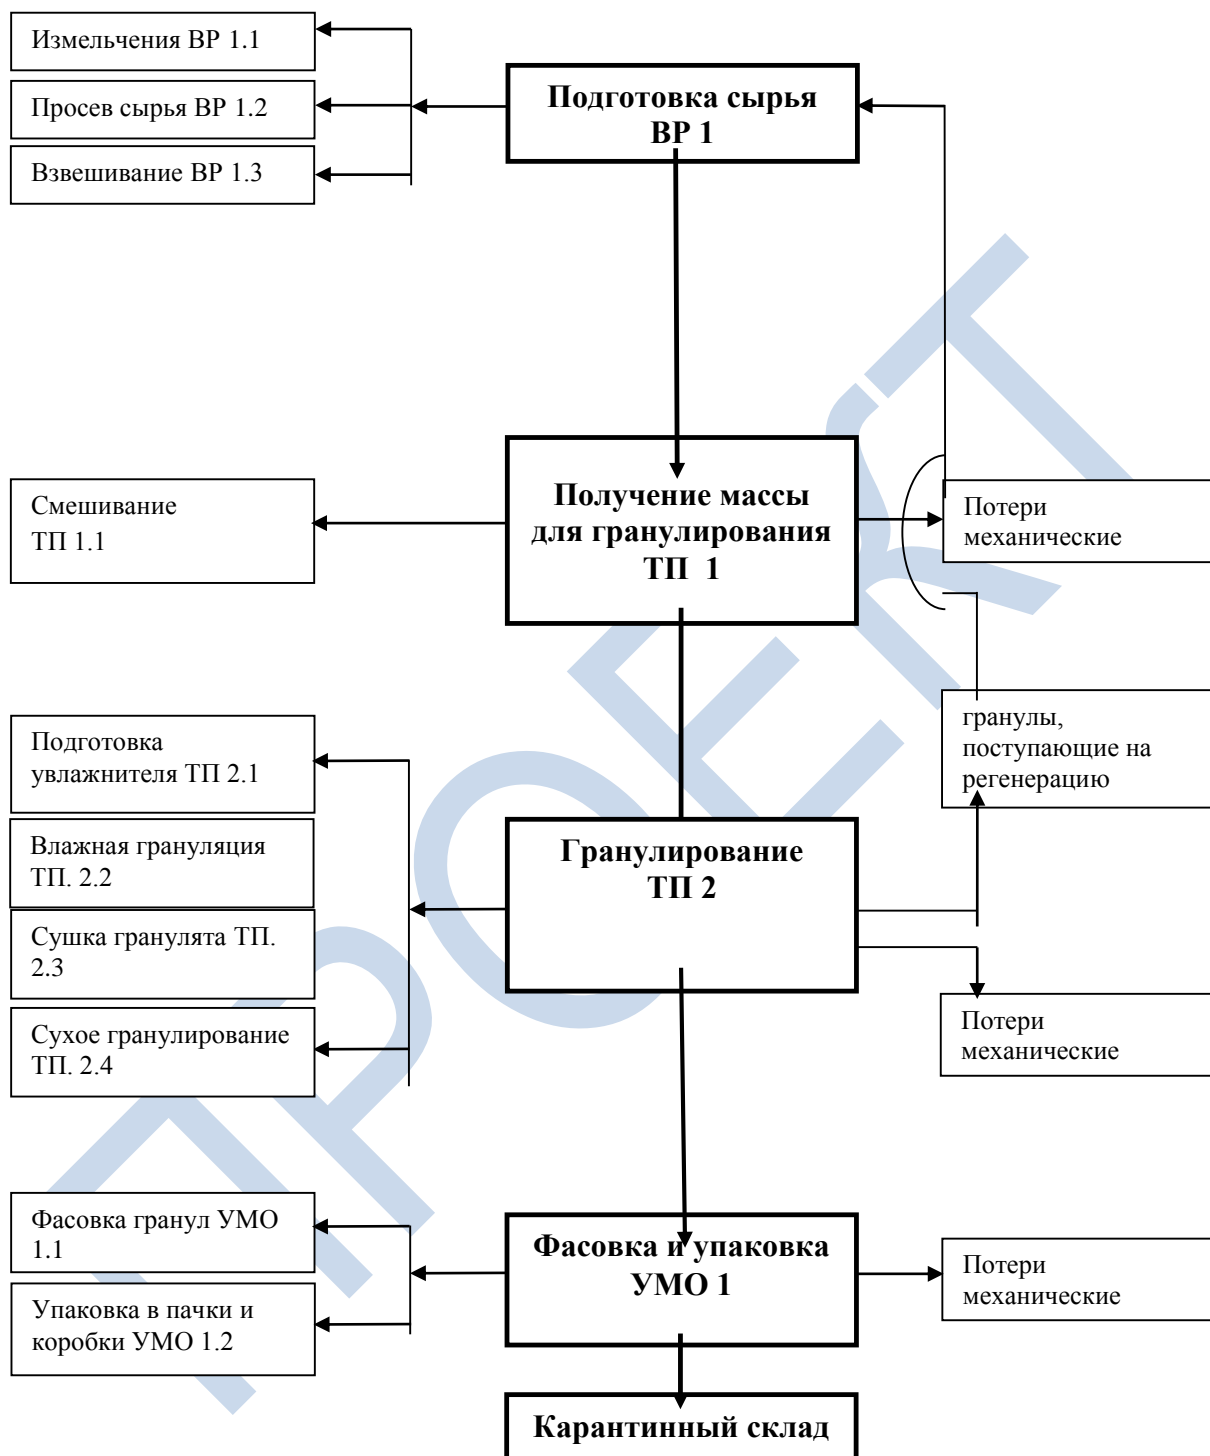 Измельчения ВР 1.1
Просев сырья ВР 1.2
Взвешивание ВР 1.3
Подготовка сырья
ВР 1
Смешивание
ТП 1.1
Получение массы
для гранулирования
ТП 1
Потери
механические
Подготовка
увлажнителя ТП 2.1
Влажная грануляция
ТП. 2.2
Сушка гранулята ТП.
2.3
Сухое гранулирование
ТП. 2.4
Гранулирование
ТП 2
гранулы,
поступающие на
регенерацию
Потери
механические
Фасовка гранул УМО
1.1
Упаковка в пачки и
коробки УМО 1.2
Фасовка и упаковка
УМО 1
Потери
механические
Карантинный склад
ПРОЕКТ